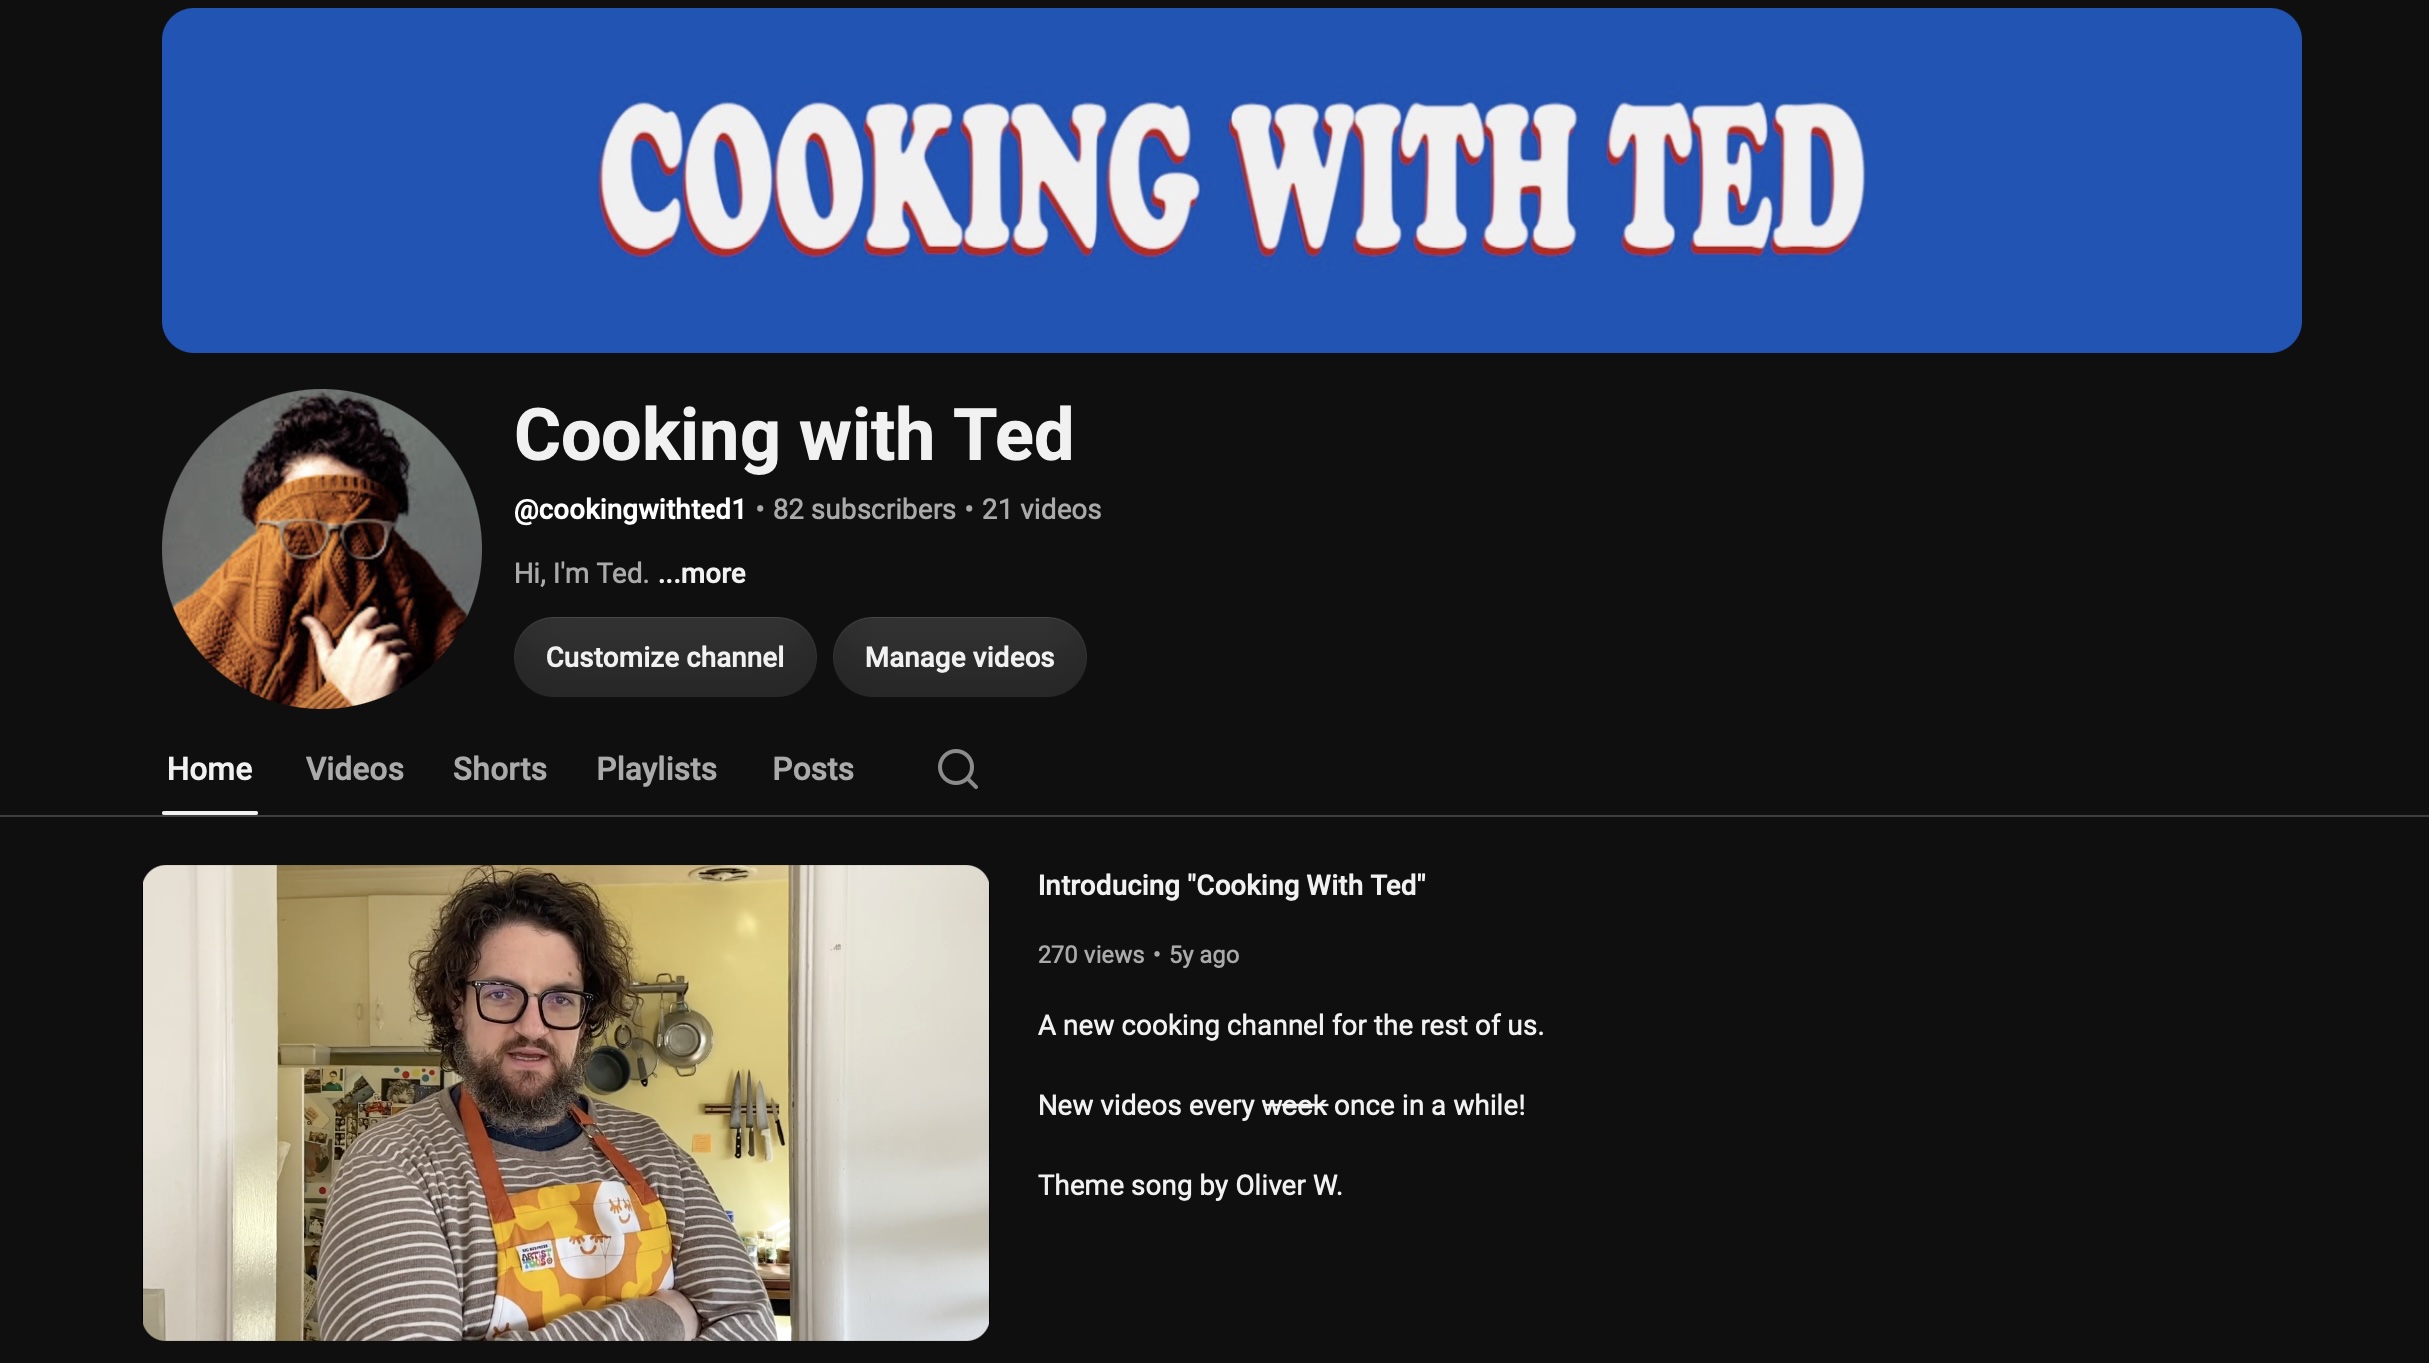 COOKING WITH TED
Cooking with Ted
@cookingwithted1 • 82 subscribers • 21 videos
Hi, I'm Ted. ...more
Customize channel Manage videos
Home Videos Shorts Playlists Posts
Introducing "Cooking With Ted"
270 views • 5y ago
A new cooking channel for the rest of us.
New videos every week once in a while!
Theme song by Oliver W.
ARTIST